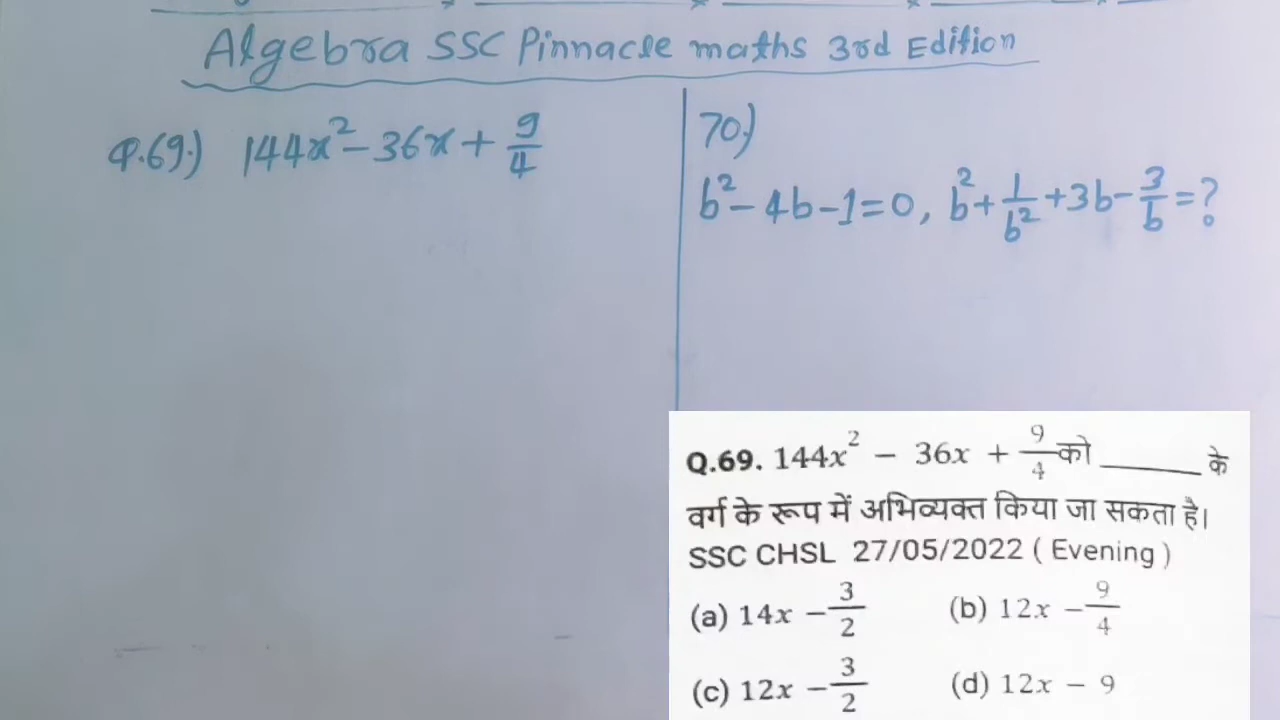 Algebra SSC Pinnacle maths 3rd Edition
Q.69.) 144x² - 36x + 9/4
70.)
b² - 4b - 1 = 0, b² + 1/b² + 3b - 3/b = ?
Q.69. 144x² − 36x + 9/4 को ______ के
वर्ग के रूप में अभिव्यक्त किया जा सकता है।
SSC CHSL 27/05/2022 ( Evening )
(a) 14x − 3/2 (b) 12x − 9/4
(c) 12x − 3/2 (d) 12x − 9